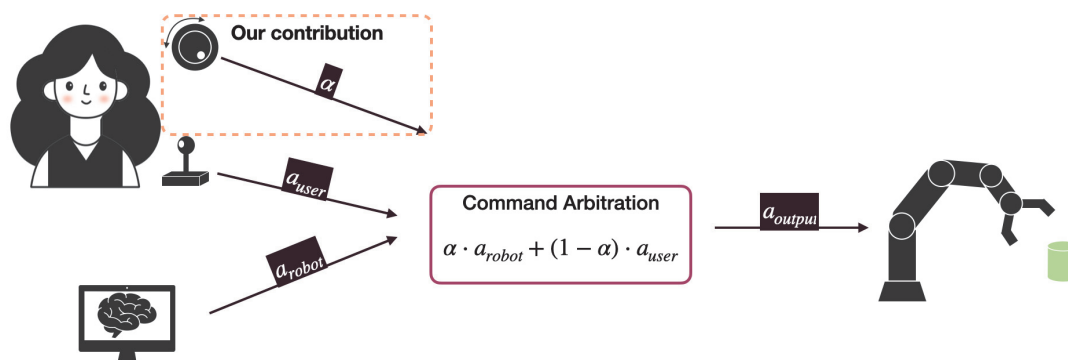 Our contribution
α
a_user
a_robot
Command Arbitration
α · a_robot + (1 − α) · a_user
a_output